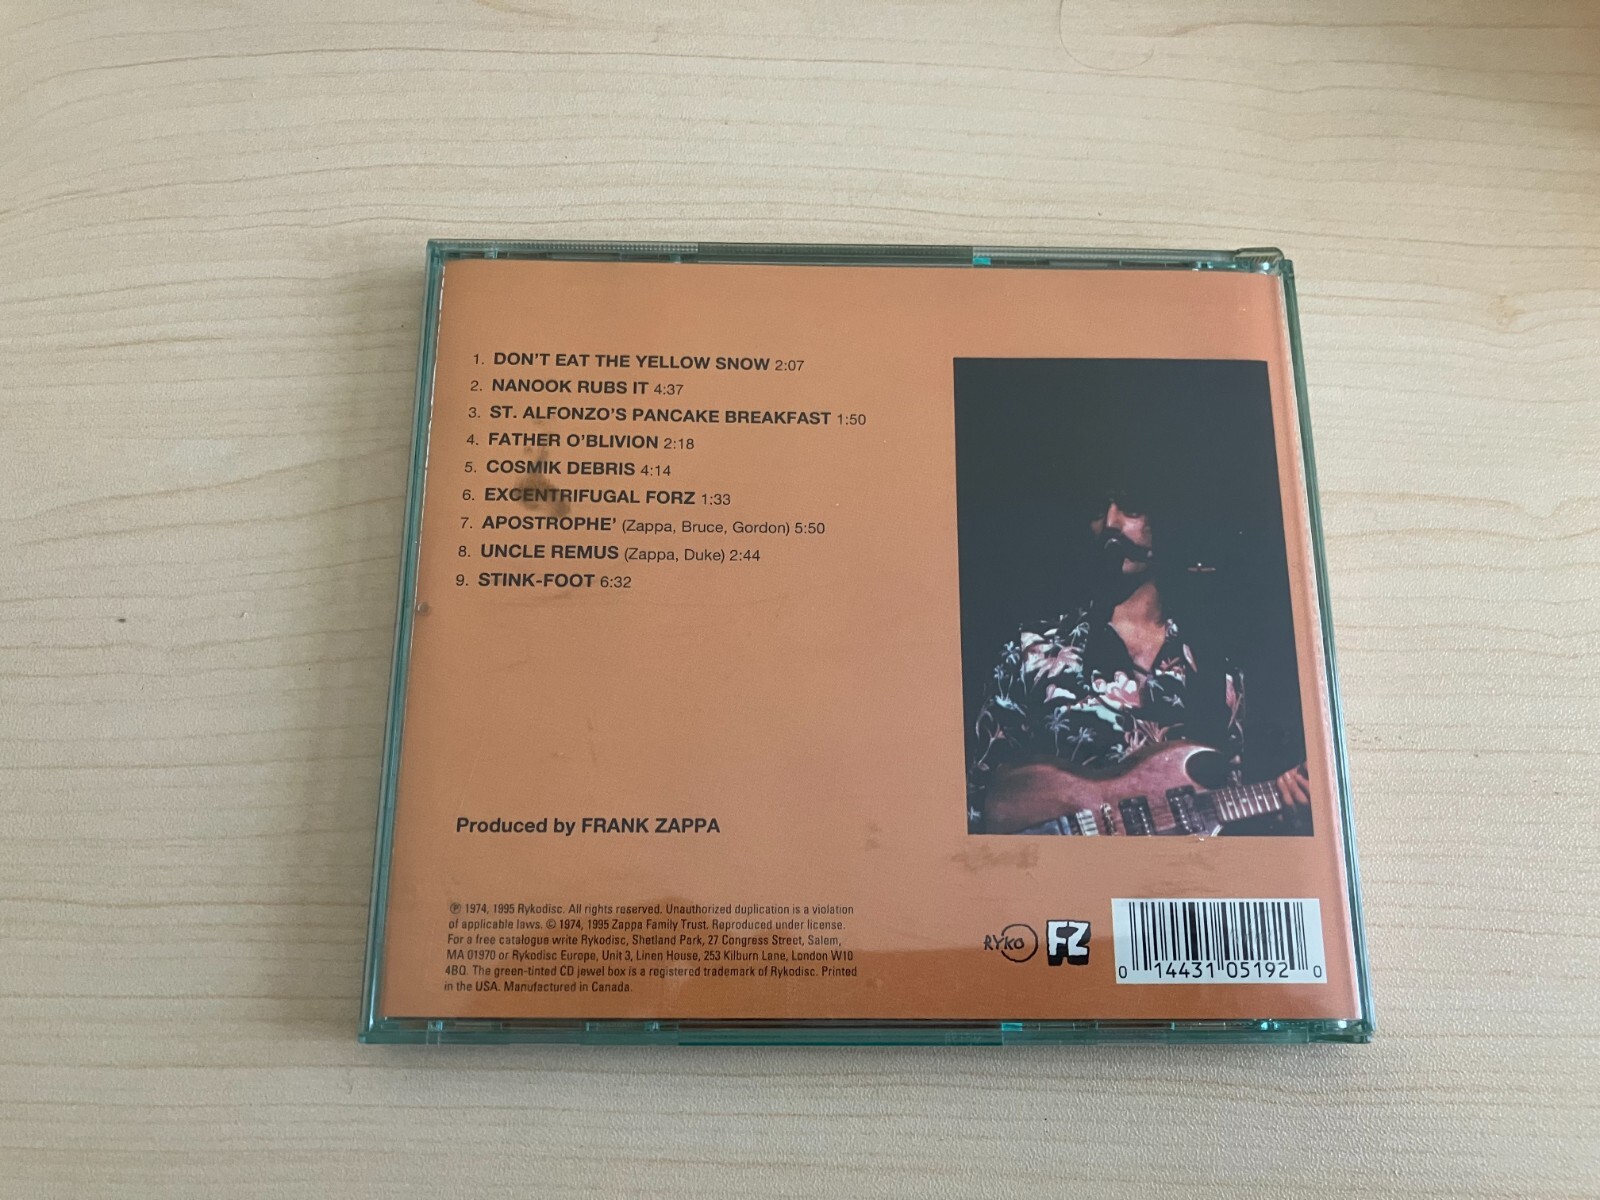 1. DON'T EAT THE YELLOW SNOW 2:07
2. NANOOK RUBS IT 4:37
3. ST. ALFONZO'S PANCAKE BREAKFAST 1:50
4. FATHER O'BLIVION 2:18
5. COSMIK DEBRIS 4:14
6. EXCENTRIFUGAL FORZ 1:33
7. APOSTROPHE' (Zappa, Bruce, Gordon) 5:50
8. UNCLE REMUS (Zappa, Duke) 2:44
9. STINK-FOOT 6:32
Produced by FRANK ZAPPA
℗ 1974, 1995 Rykodisc. All rights reserved. Unauthorized duplication is a violation
of applicable laws. © 1974, 1995 Zappa Family Trust. Reproduced under license.
For a free catalogue write Rykodisc, Shetland Park, 27 Congress Street, Salem,
MA 01970 or Rykodisc Europe, Unit 3, Linen House, 253 Kilburn Lane, London W10
4BQ. The green-tinted CD jewel box is a registered trademark of Rykodisc. Printed
in the USA. Manufactured in Canada.
RYKO
FZ
0 14431 05192 0